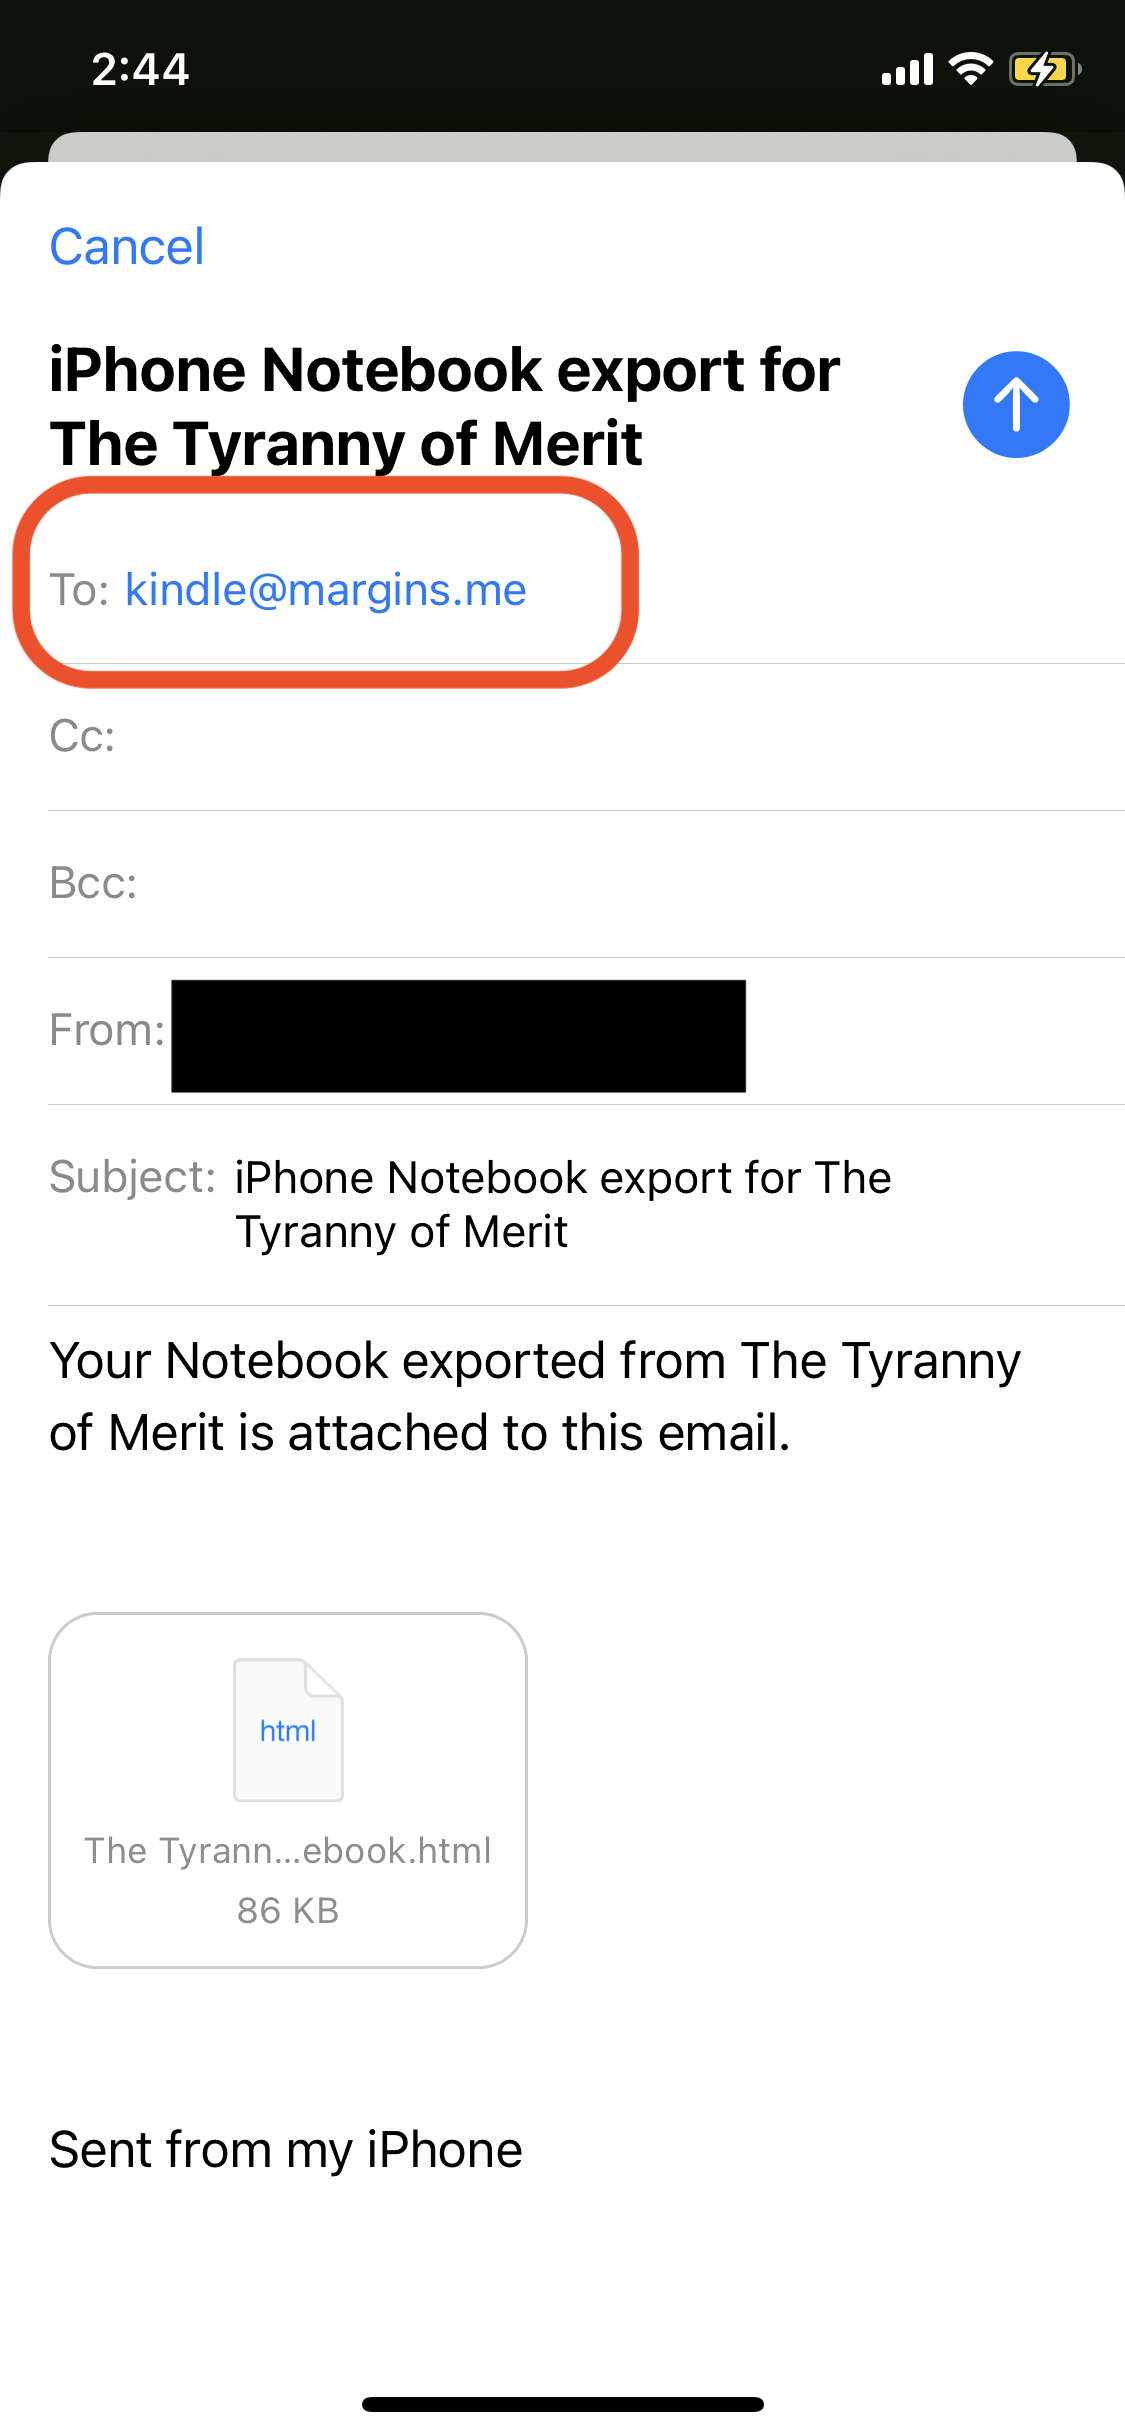 2:44
Cancel
iPhone Notebook export for
The Tyranny of Merit
To: kindle@margins.me
Cc:
Bcc:
From:
Subject: iPhone Notebook export for The
Tyranny of Merit
Your Notebook exported from The Tyranny
of Merit is attached to this email.
html
The Tyrann...ebook.html
86 KB
Sent from my iPhone